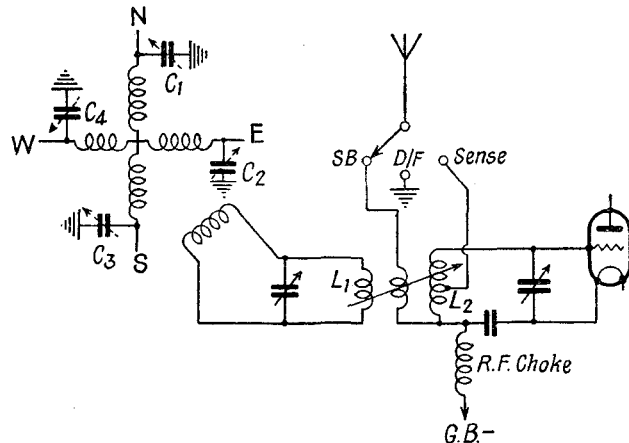 N
C1
C4
W
E
C2
C3
S
SB
D/F
Sense
L1
L2
R.F. Choke
G.B.-